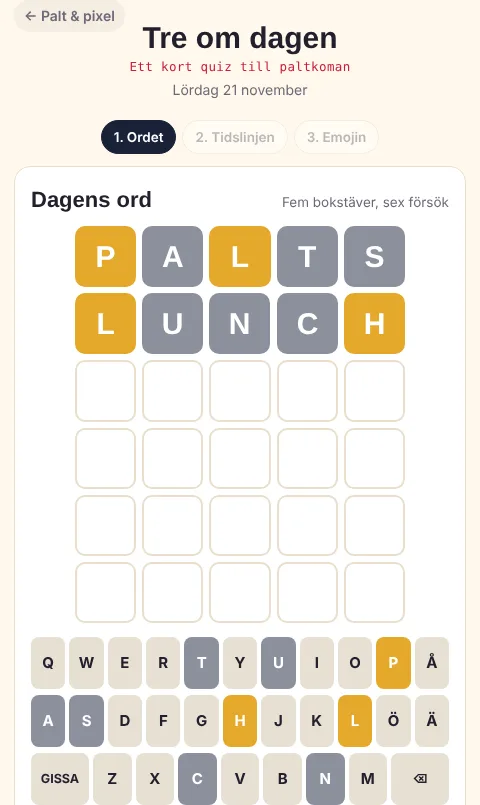 ← Palt & pixel
Tre om dagen
Ett kort quiz till paltkoman
Lördag 21 november
1. Ordet 2. Tidslinjen 3. Emojin
Dagens ord Fem bokstäver, sex försök
P A L T S
L U N C H
Q W E R T Y U I O P Å
A S D F G H J K L Ö Ä
GISSA Z X C V B N M ⌫